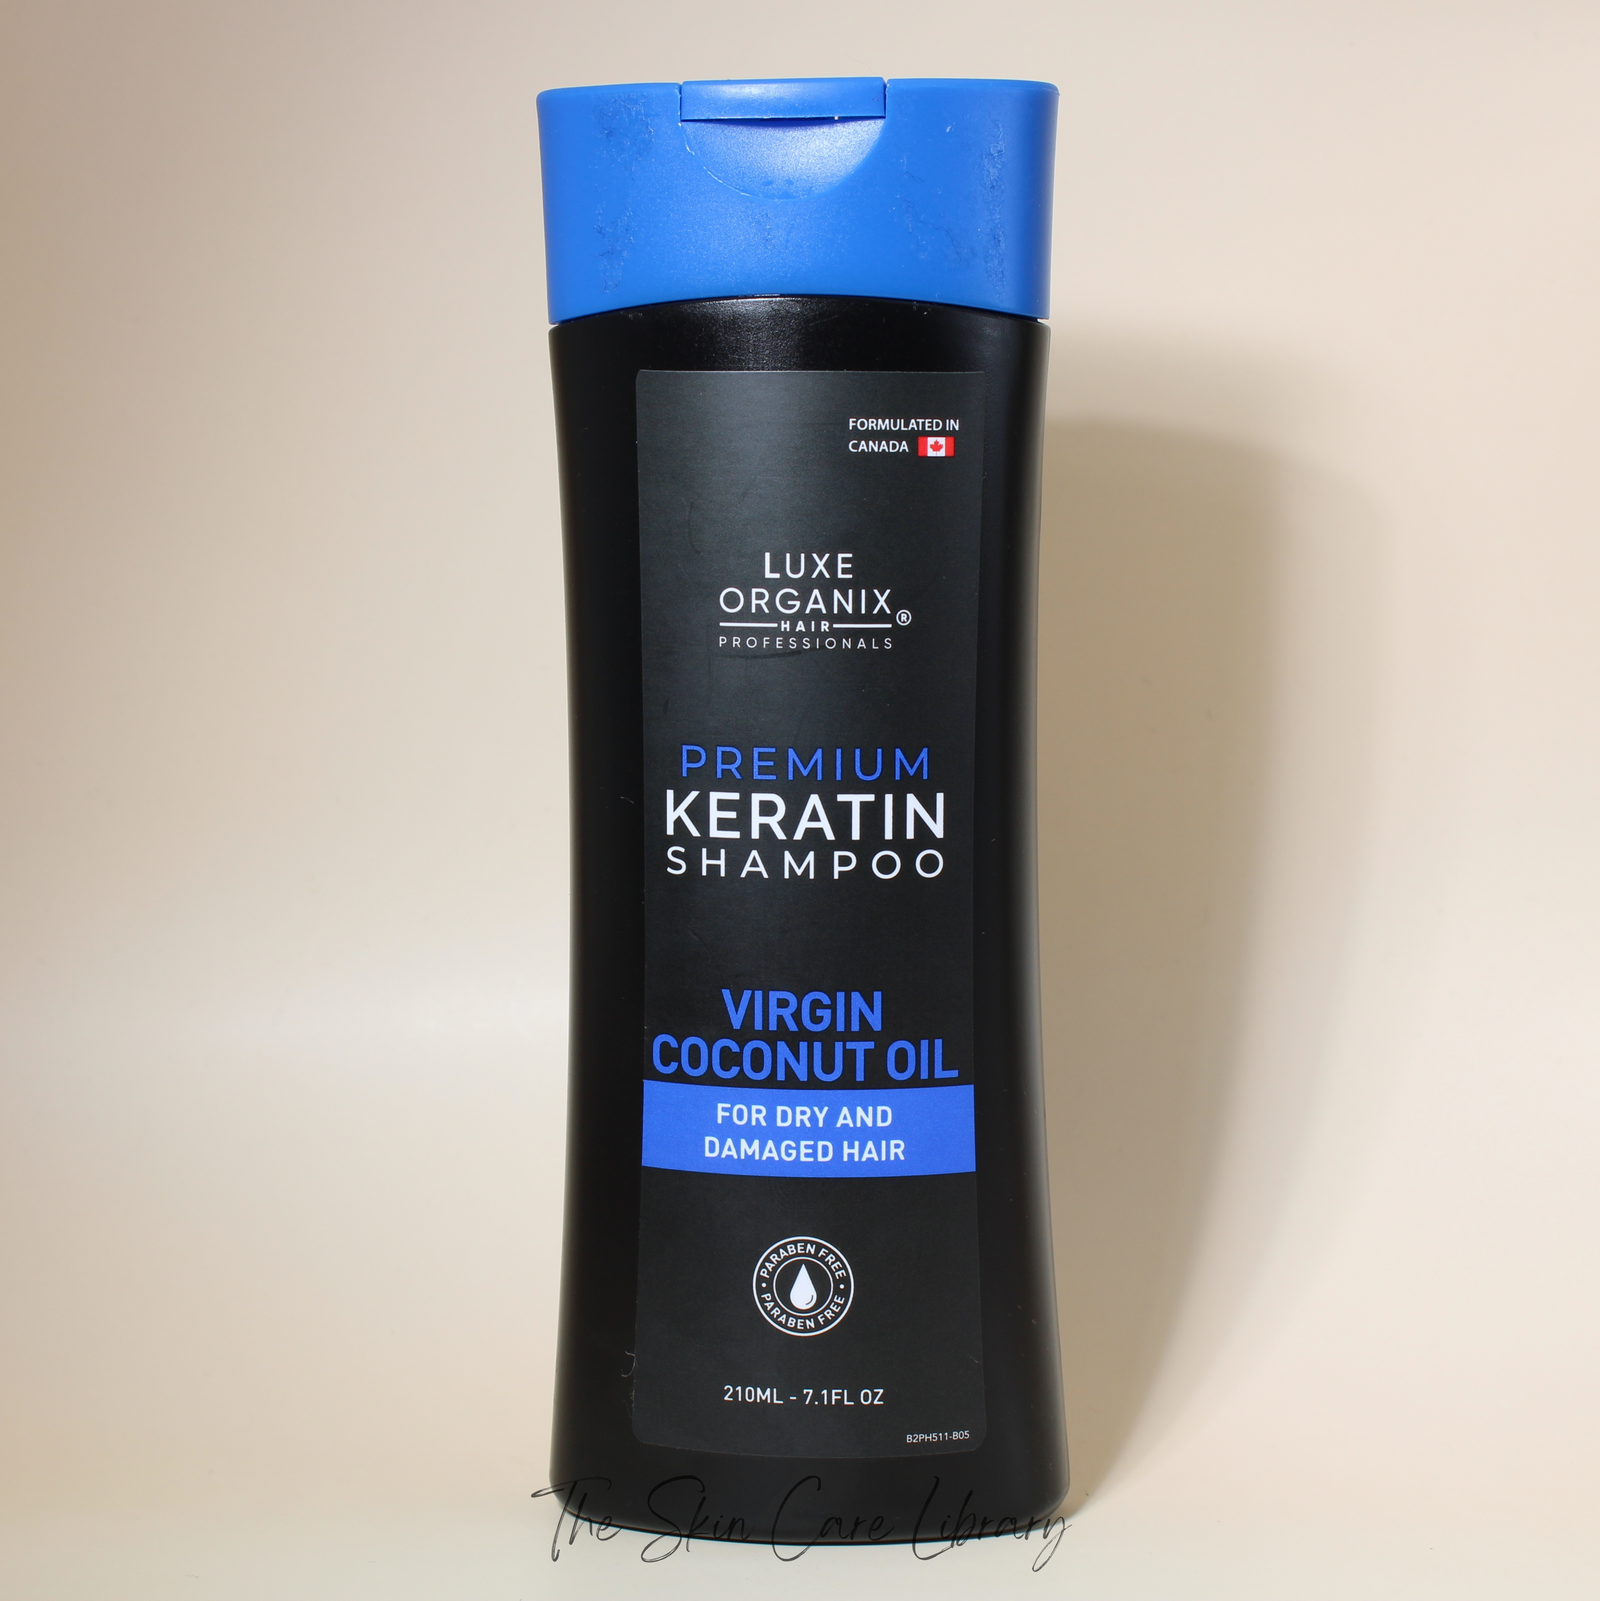 FORMULATED IN
CANADA
LUXE
ORGANIX®
HAIR
PROFESSIONALS
PREMIUM
KERATIN
SHAMPOO
VIRGIN
COCONUT OIL
FOR DRY AND
DAMAGED HAIR
PARABEN FREE
PARABEN FREE
210ML - 7.1FL OZ
B2PH511-B05
The Skin Care Library